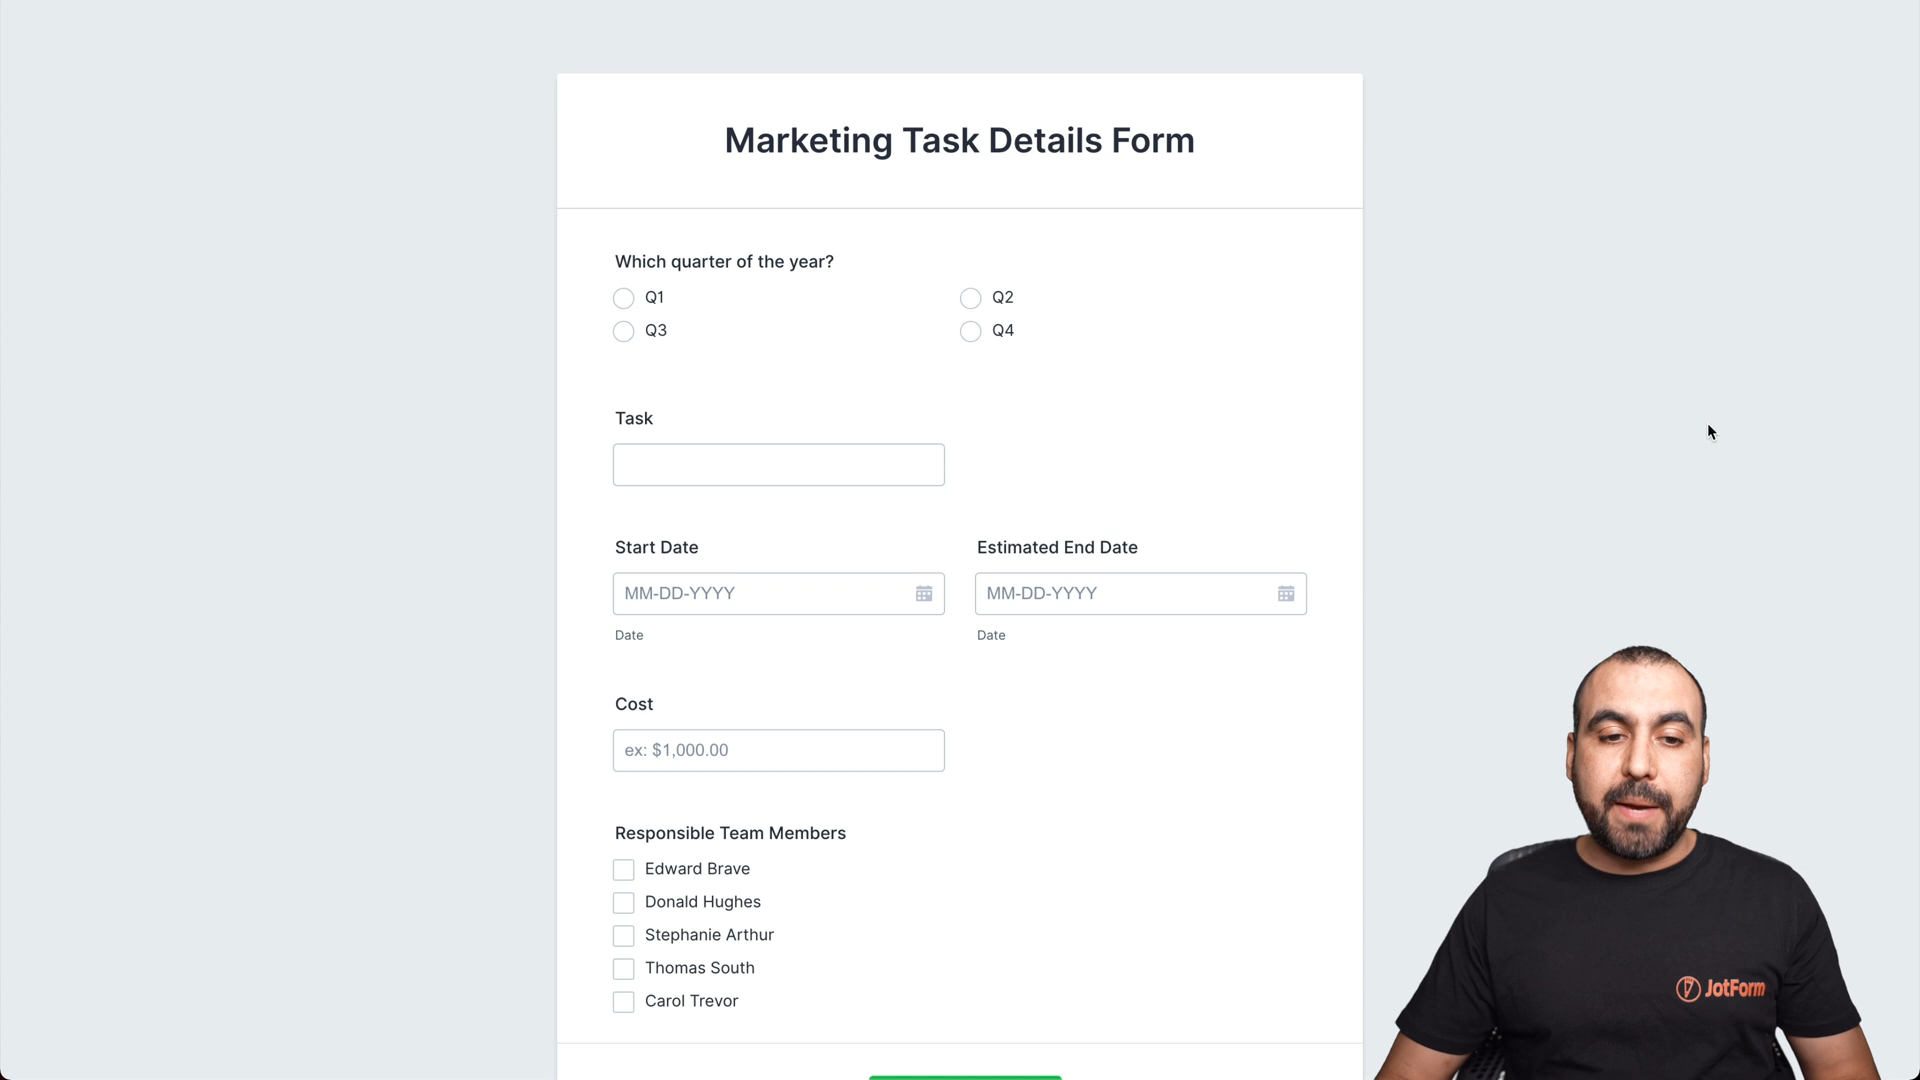 Marketing Task Details Form
Which quarter of the year?
Q1
Q2
Q3
Q4
Task
Start Date
Estimated End Date
MM-DD-YYYY
MM-DD-YYYY
Date
Date
Cost
ex: $1,000.00
Responsible Team Members
Edward Brave
Donald Hughes
Stephanie Arthur
Thomas South
Carol Trevor
JotForm